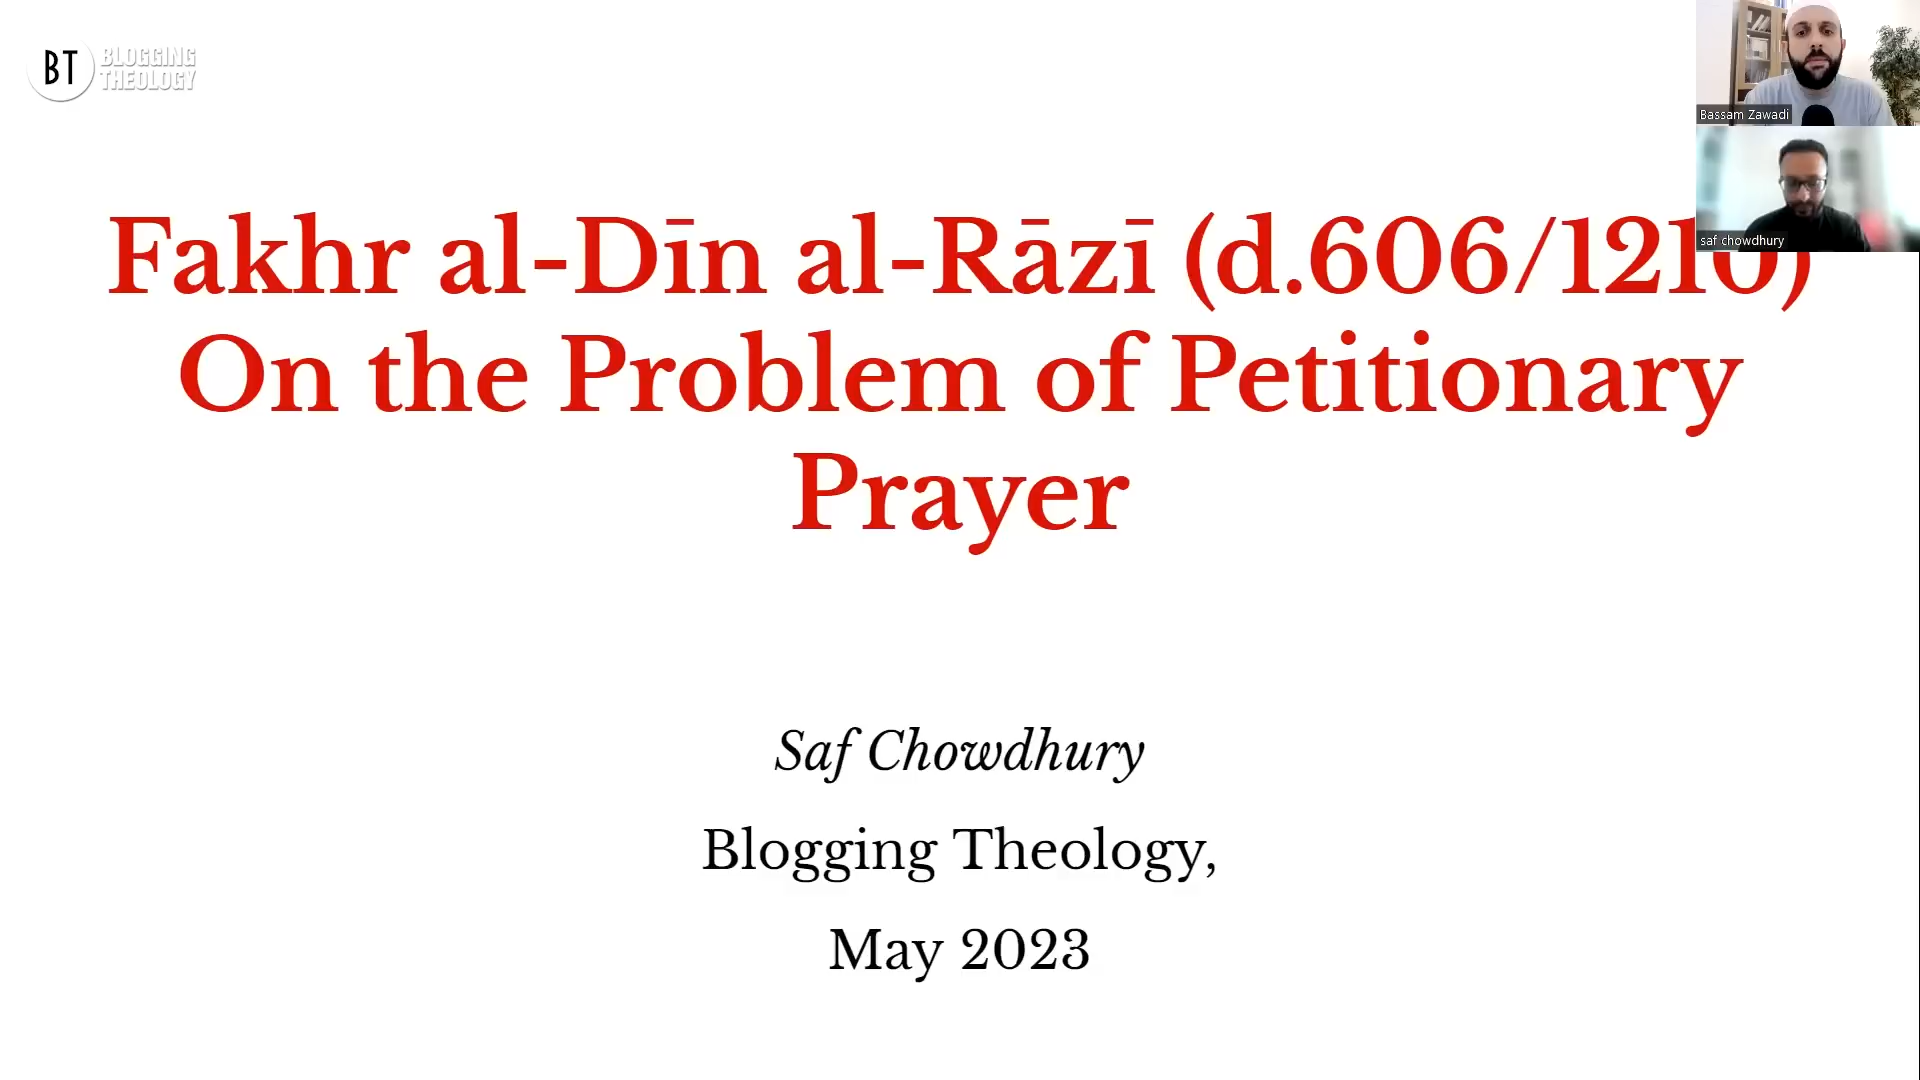 BT
BLOGGING
THEOLOGY
Bassam Zawadi
saf chowdhury
Fakhr al-Dīn al-Rāzī (d.606/1210)
On the Problem of Petitionary
Prayer
Saf Chowdhury
Blogging Theology,
May 2023